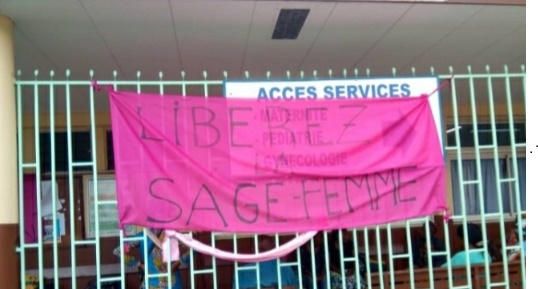 ACCES SERVICES
- MATERNITE
- PEDIATRIE
- GYNECOLOGIE
LIBEREZ
SAGE-FEMME